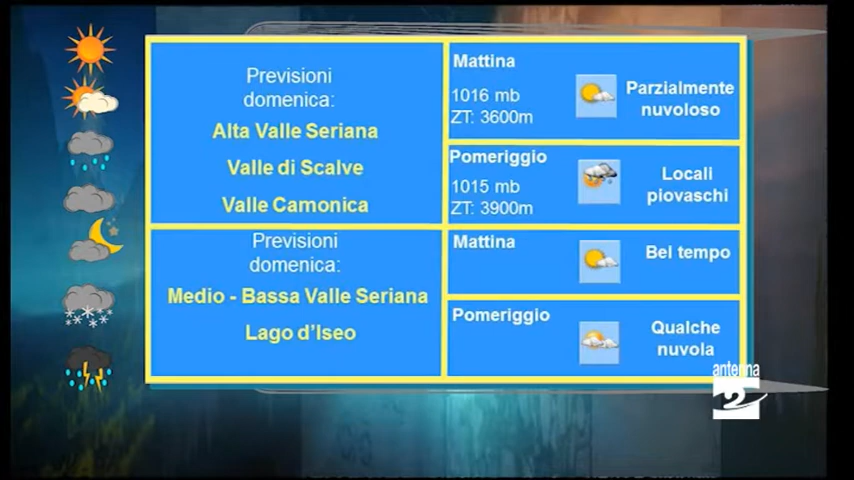 Previsioni
domenica:
Alta Valle Seriana
Valle di Scalve
Valle Camonica
Mattina
1016 mb
ZT: 3600m
Parzialmente
nuvoloso
Pomeriggio
1015 mb
ZT: 3900m
Locali
piovaschi
Previsioni
domenica:
Medio - Bassa Valle Seriana
Lago d'Iseo
Mattina
Bel tempo
Pomeriggio
Qualche
nuvola
antenna
2